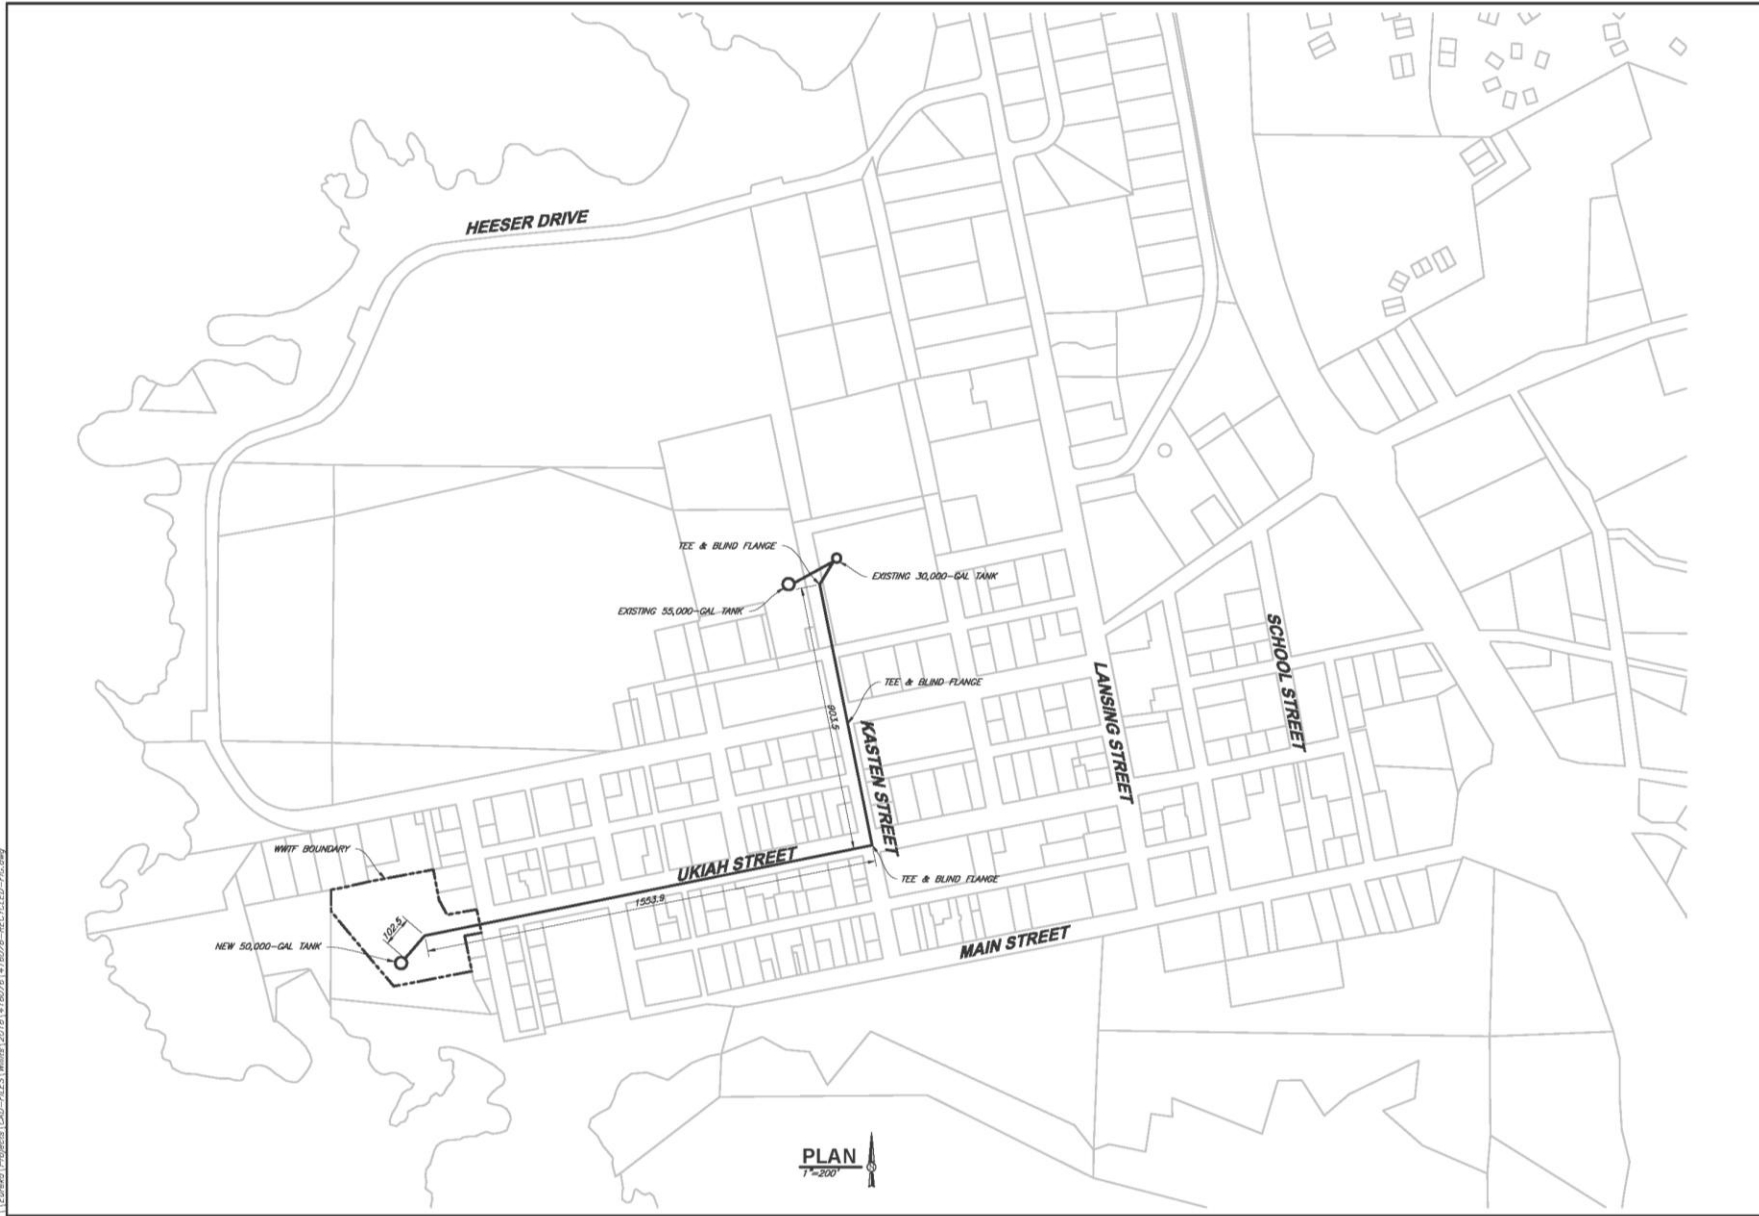 HEESER DRIVE
TEE & BLIND FLANGE
EXISTING 30,000-GAL TANK
EXISTING 55,000-GAL TANK
TEE & BLIND FLANGE
903.5
KASTEN STREET
LANSING STREET
SCHOOL STREET
WWTF BOUNDARY
UKIAH STREET
TEE & BLIND FLANGE
1553.9
102.5
NEW 50,000-GAL TANK
MAIN STREET
PLAN
1"=200'